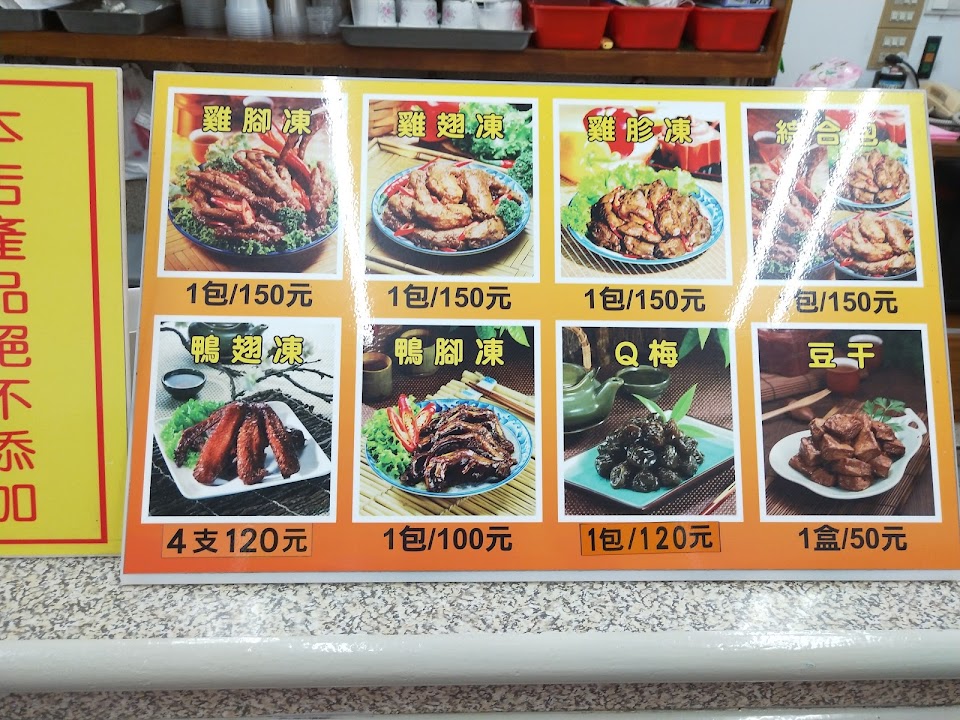 本店產品絕不添加
雞腳凍
1包/150元
雞翅凍
1包/150元
雞胗凍
1包/150元
綜合包
1包/150元
鴨翅凍
4支120元
鴨腳凍
1包/100元
Q梅
1包/120元
豆干
1盒/50元